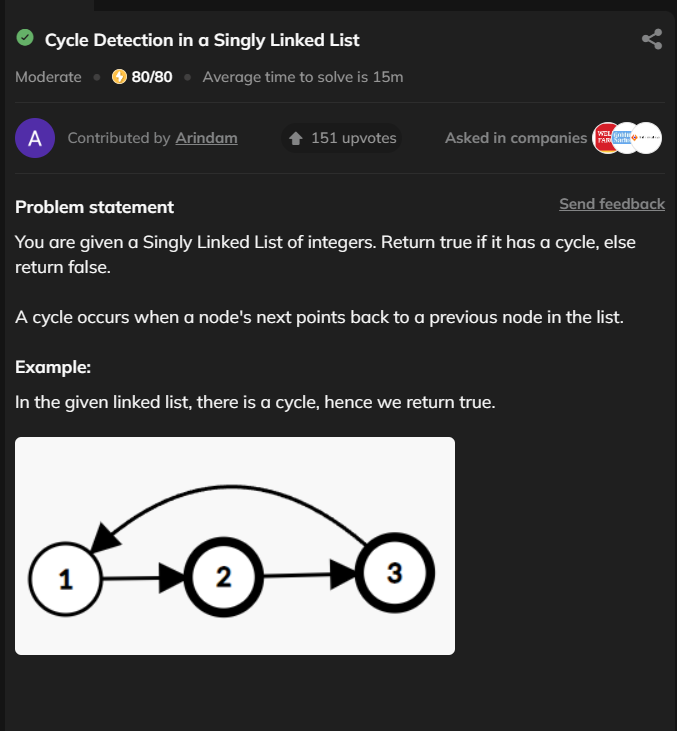 Cycle Detection in a Singly Linked List
Moderate • 80/80 • Average time to solve is 15m
A Contributed by Arindam 151 upvotes Asked in companies
Problem statement Send feedback
You are given a Singly Linked List of integers. Return true if it has a cycle, else
return false.
A cycle occurs when a node's next points back to a previous node in the list.
Example:
In the given linked list, there is a cycle, hence we return true.
1 2 3